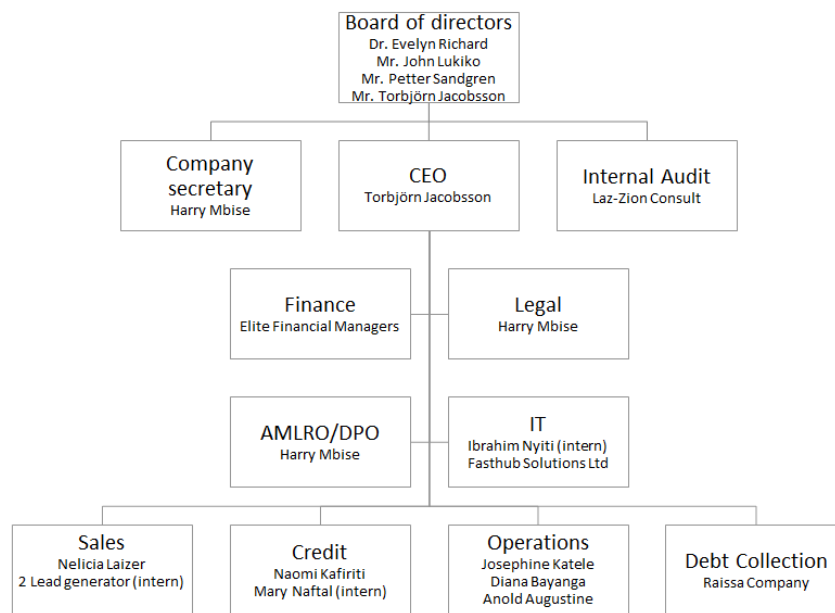 Board of directors
Dr. Evelyn Richard
Mr. John Lukiko
Mr. Petter Sandgren
Mr. Torbjörn Jacobsson
Company
secretary
Harry Mbise
CEO
Torbjörn Jacobsson
Internal Audit
Laz-Zion Consult
Finance
Elite Financial Managers
Legal
Harry Mbise
AMLRO/DPO
Harry Mbise
IT
Ibrahim Nyiti (intern)
Fasthub Solutions Ltd
Sales
Nelicia Laizer
2 Lead generator (intern)
Credit
Naomi Kafiriti
Mary Naftal (intern)
Operations
Josephine Katele
Diana Bayanga
Anold Augustine
Debt Collection
Raissa Company